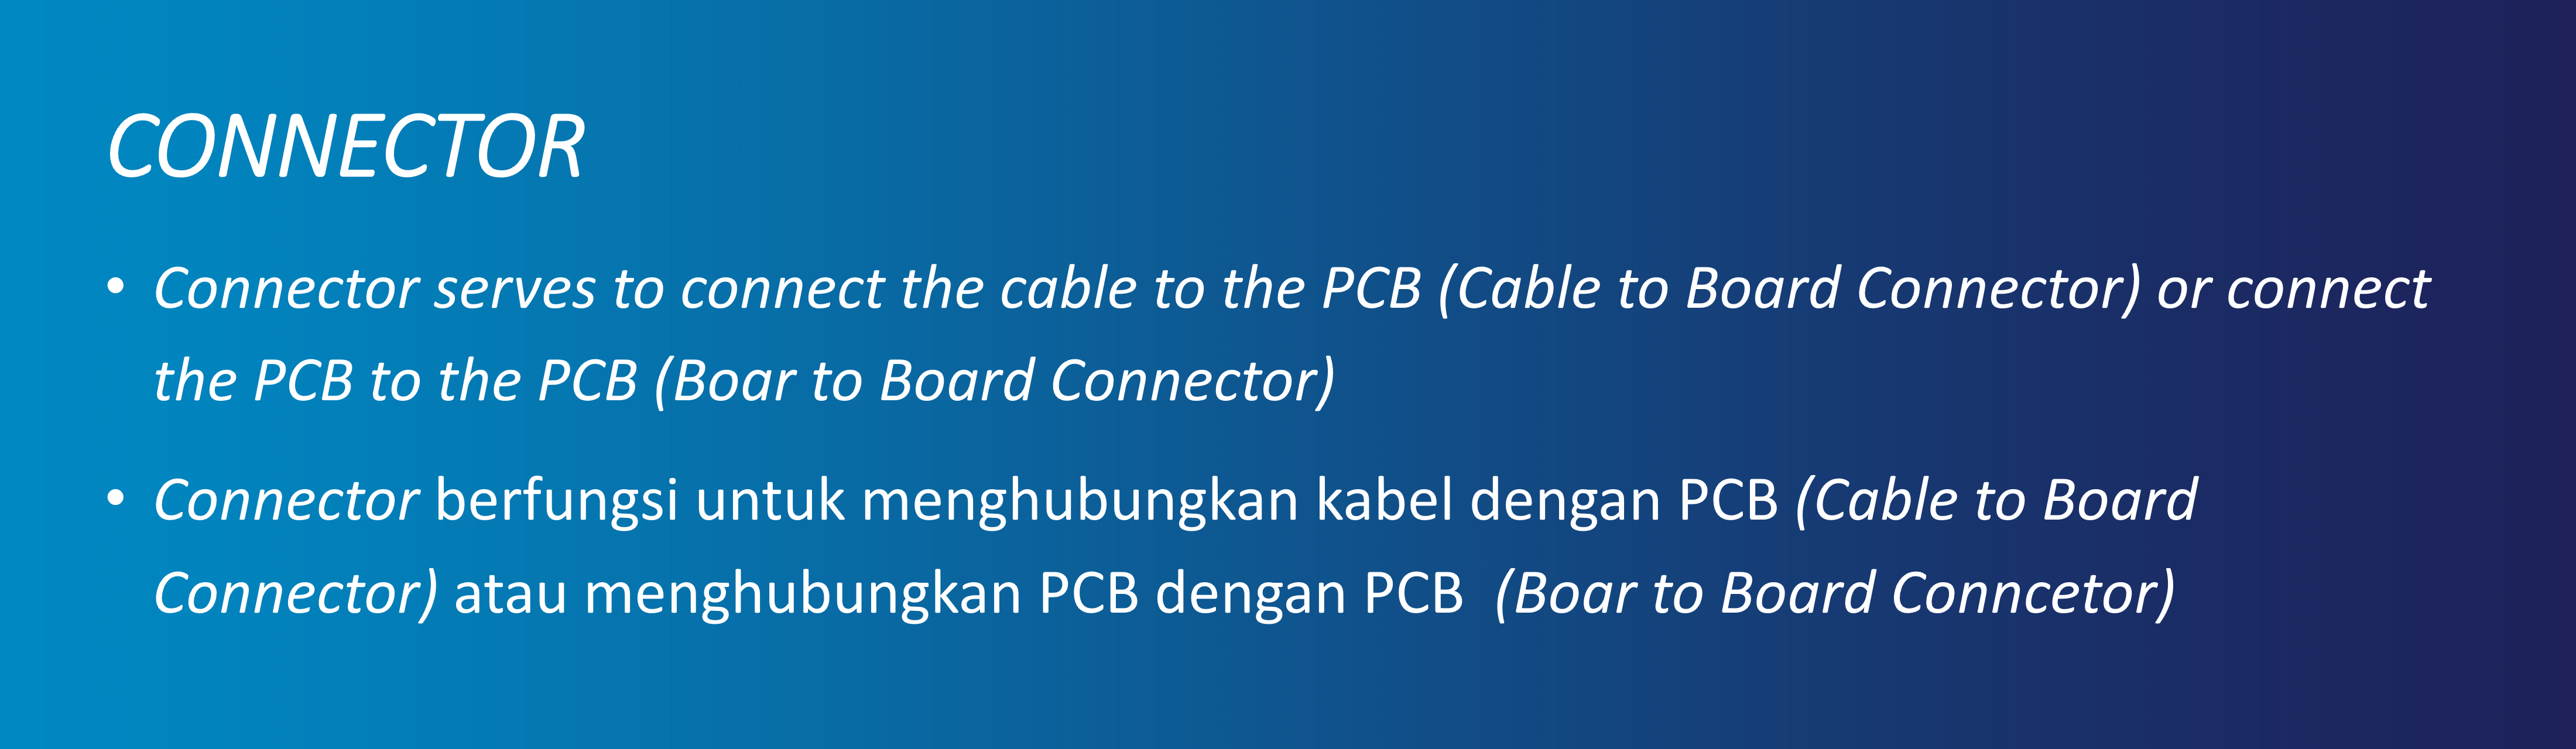 CONNECTOR
• Connector serves to connect the cable to the PCB (Cable to Board Connector) or connect
the PCB to the PCB (Boar to Board Connector)
• Connector berfungsi untuk menghubungkan kabel dengan PCB (Cable to Board
Connector) atau menghubungkan PCB dengan PCB  (Boar to Board Conncetor)